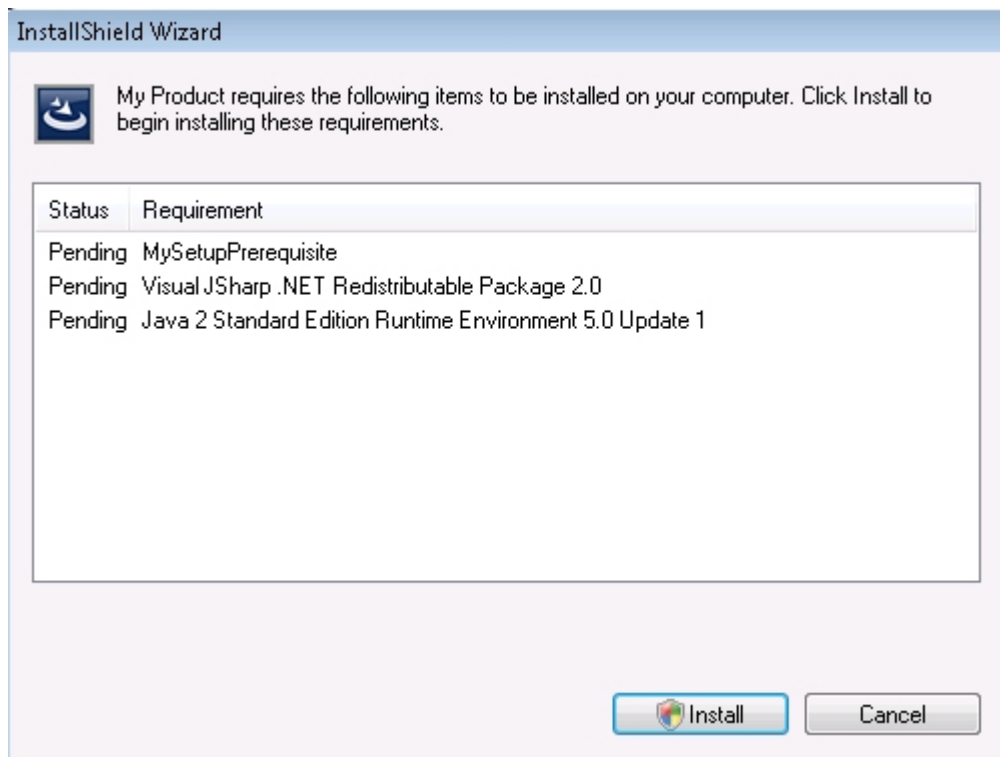 InstallShield Wizard
My Product requires the following items to be installed on your computer. Click Install to
begin installing these requirements.
Status Requirement
Pending MySetupPrerequisite
Pending Visual JSharp .NET Redistributable Package 2.0
Pending Java 2 Standard Edition Runtime Environment 5.0 Update 1
Install Cancel